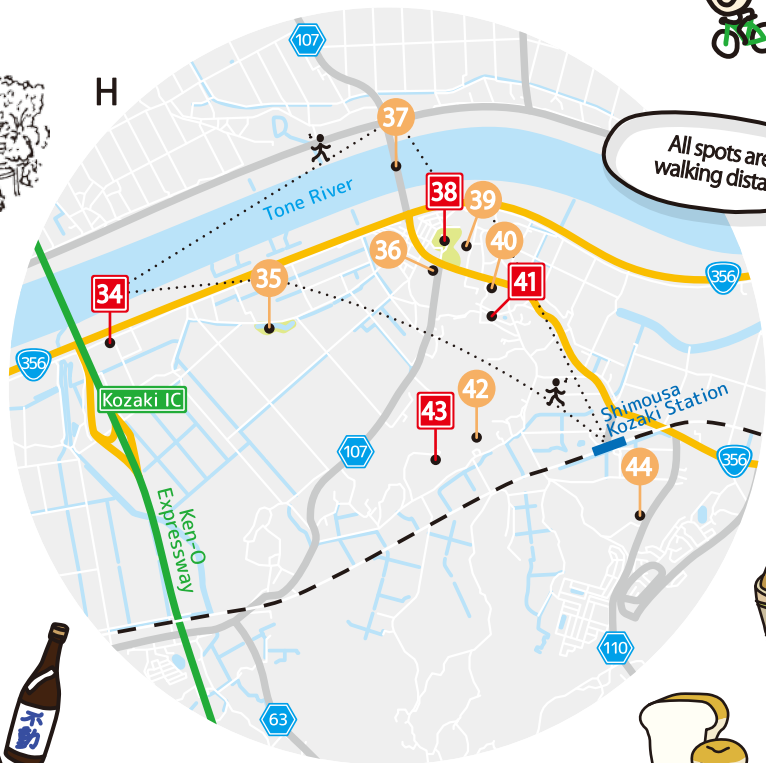 107
H
37
All spots are
walking dista
Tone River
38
39
36
40
35
41
34
356
356
Kozaki IC
42
43
Shimousa
Kozaki Station
107
356
44
Ken-O
Expressway
110
63
不動